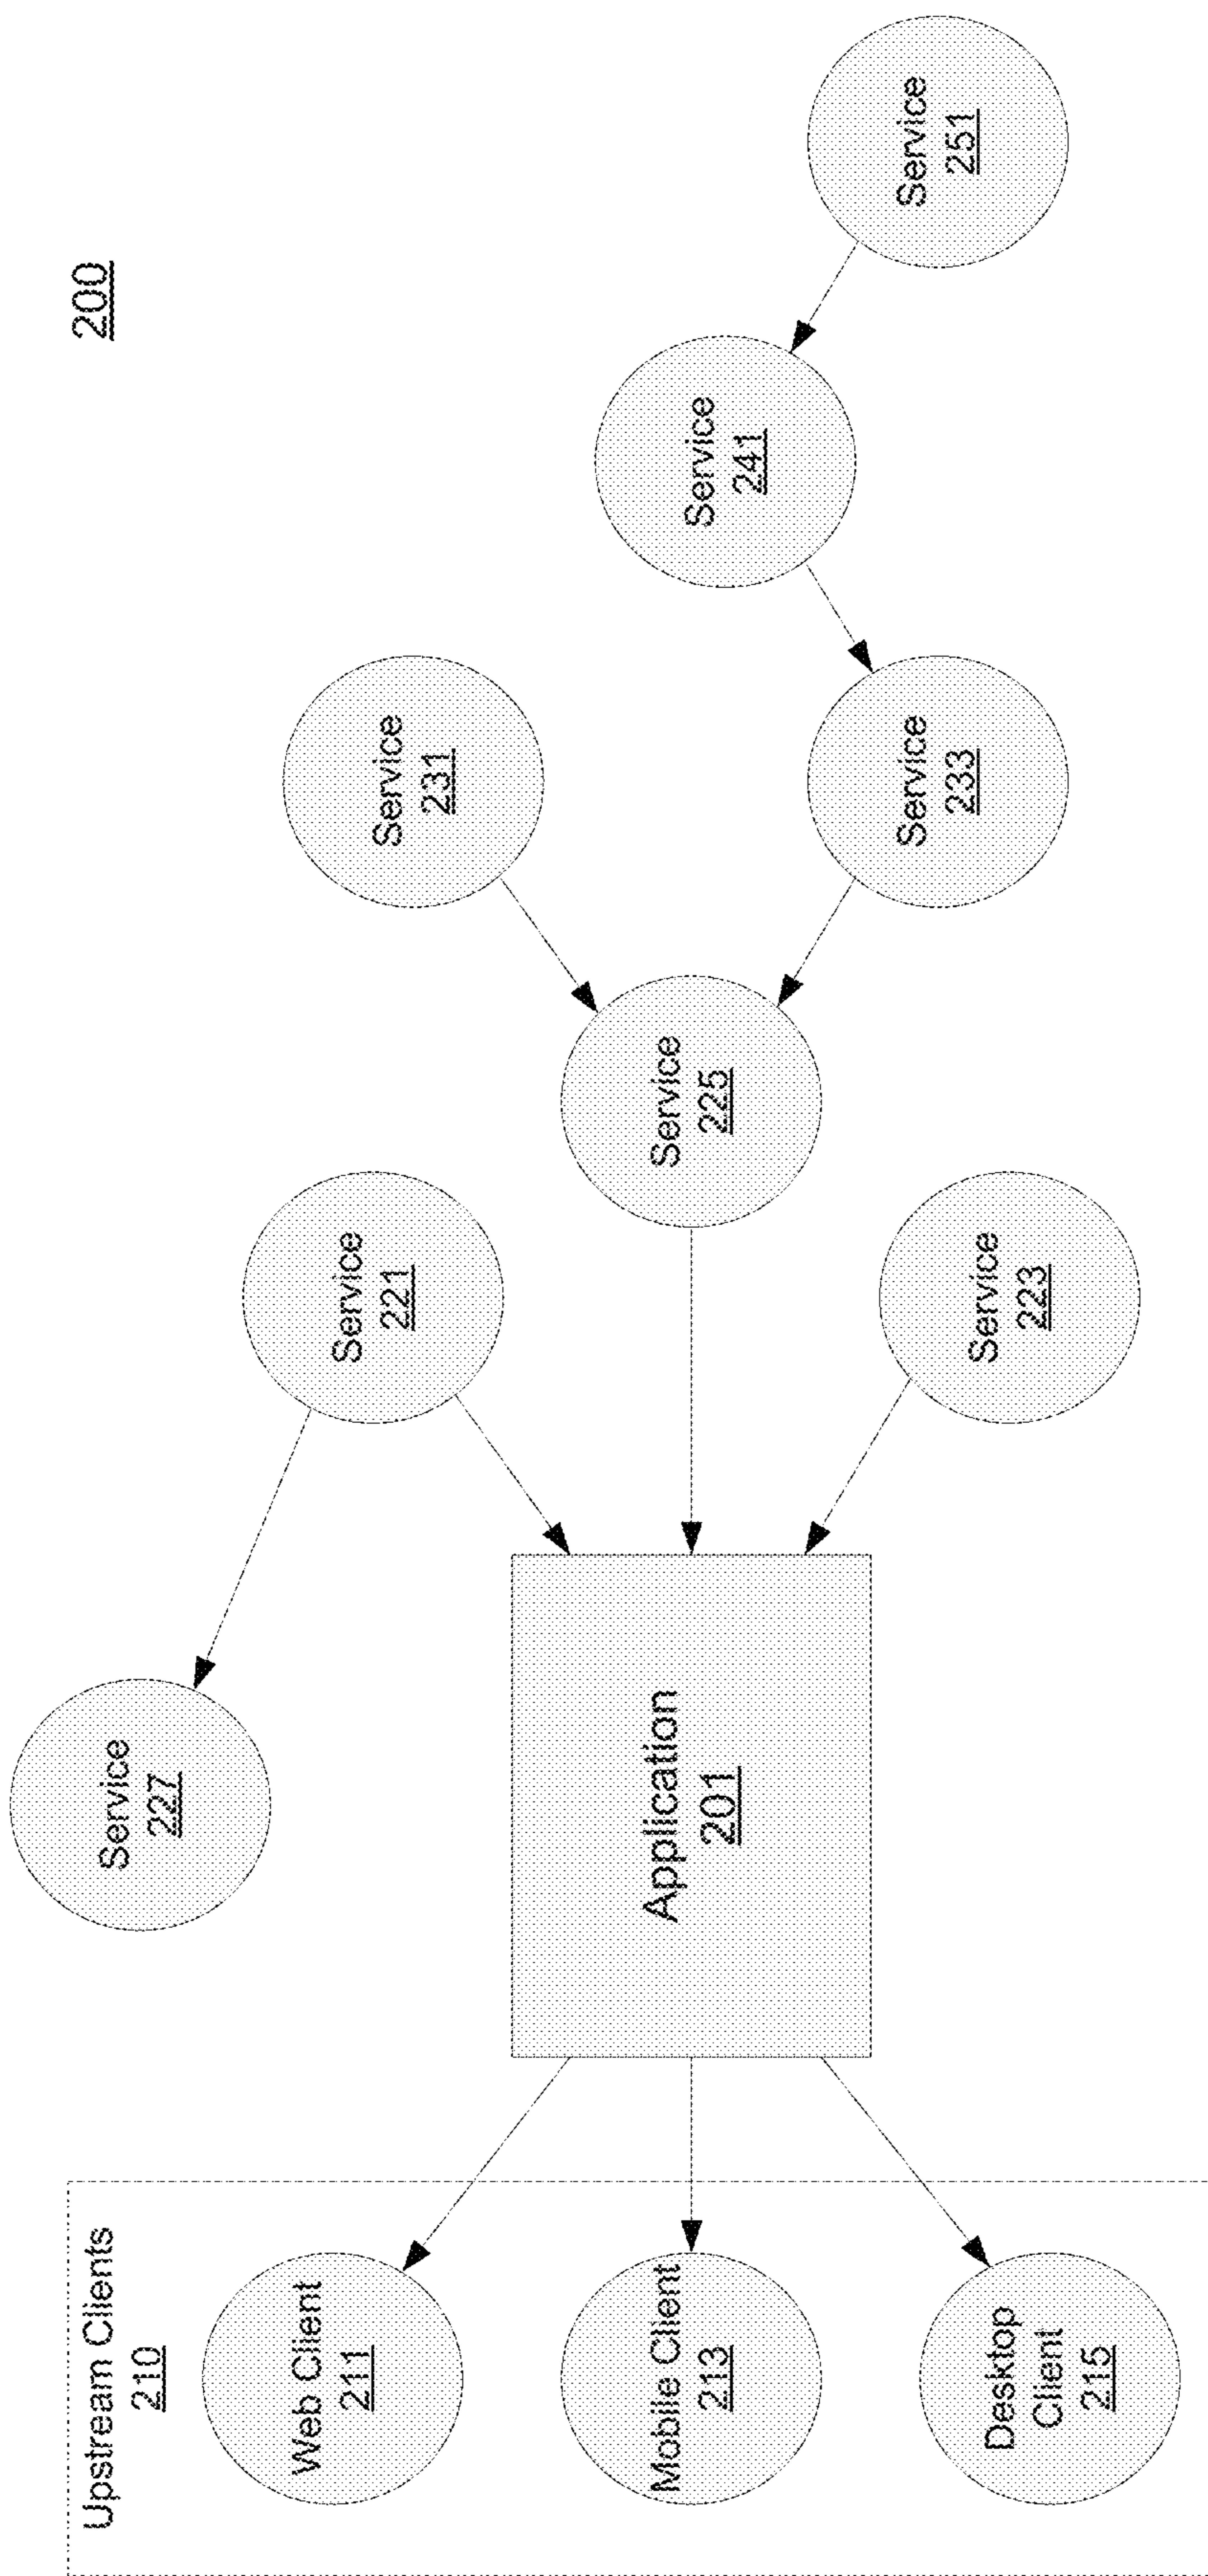 200
Upstream Clients
210
Web Client
211
Mobile Client
213
Desktop
Client
215
Application
201
Service
227
Service
221
Service
223
Service
225
Service
231
Service
233
Service
241
Service
251